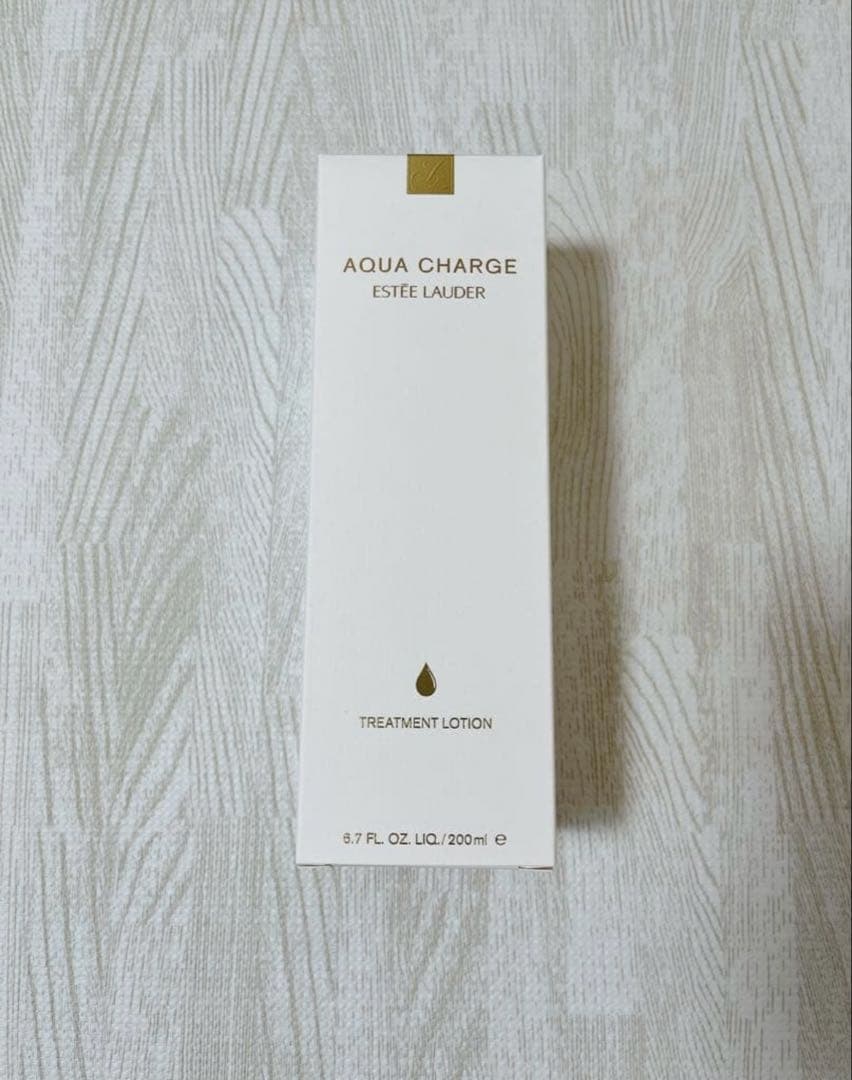 AQUA CHARGE
ESTĒE LAUDER
TREATMENT LOTION
6.7 FL. OZ. LIQ./200ml ℮